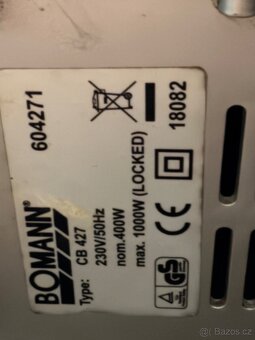 BOMANN®
Type: CB 427
230V/50Hz
nom.400W
max. 1000W (LOCKED)
CE
GS
604271
18082
© Bazos.cz